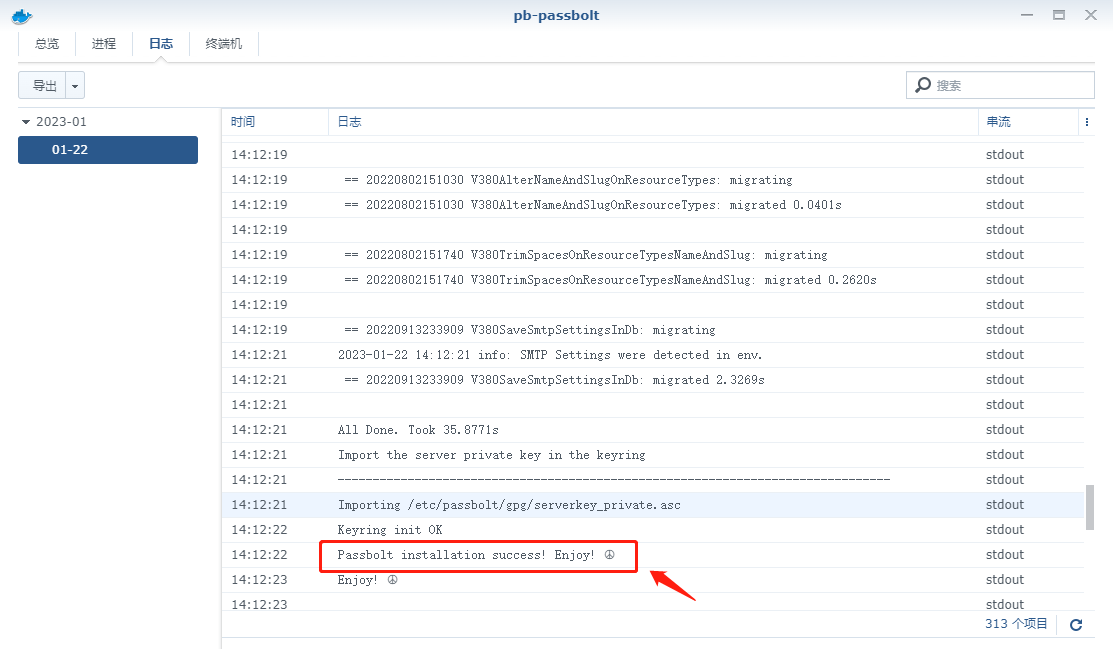 pb-passbolt
总览 进程 日志 终端机
导出
搜索
2023-01
01-22
时间 日志 串流
14:12:19 stdout
14:12:19 == 20220802151030 V380AlterNameAndSlugOnResourceTypes: migrating stdout
14:12:19 == 20220802151030 V380AlterNameAndSlugOnResourceTypes: migrated 0.0401s stdout
14:12:19 stdout
14:12:19 == 20220802151740 V380TrimSpacesOnResourceTypesNameAndSlug: migrating stdout
14:12:19 == 20220802151740 V380TrimSpacesOnResourceTypesNameAndSlug: migrated 0.2620s stdout
14:12:19 stdout
14:12:19 == 20220913233909 V380SaveSmtpSettingsInDb: migrating stdout
14:12:21 2023-01-22 14:12:21 info: SMTP Settings were detected in env. stdout
14:12:21 == 20220913233909 V380SaveSmtpSettingsInDb: migrated 2.3269s stdout
14:12:21 stdout
14:12:21 All Done. Took 35.8771s stdout
14:12:21 Import the server private key in the keyring stdout
14:12:21 ------------------------------------------------------------------------------- stdout
14:12:21 Importing /etc/passbolt/gpg/serverkey_private.asc stdout
14:12:22 Keyring init OK stdout
14:12:22 Passbolt installation success! Enjoy! ☮ stdout
14:12:23 Enjoy! ☮ stdout
14:12:23 stdout
313 个项目